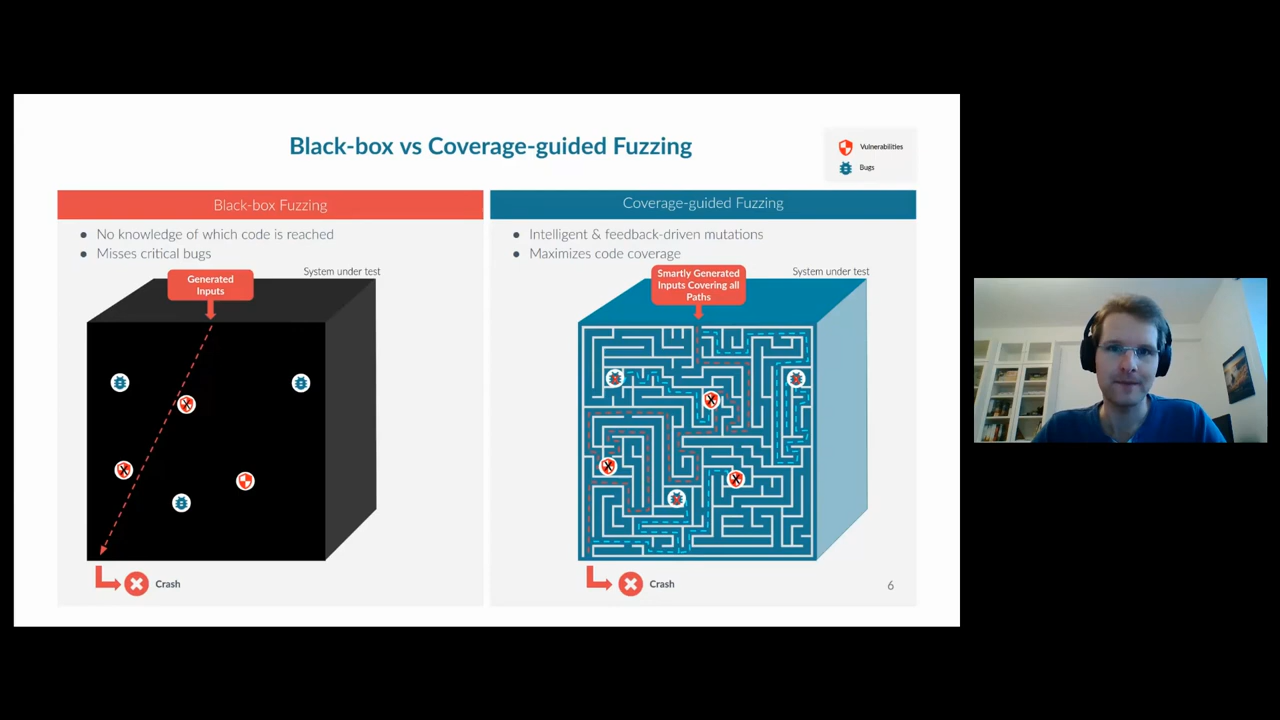 Black-box vs Coverage-guided Fuzzing
Vulnerabilities
Bugs
Black-box Fuzzing
No knowledge of which code is reached
Misses critical bugs
Generated
Inputs
System under test
Crash
Coverage-guided Fuzzing
Intelligent & feedback-driven mutations
Maximizes code coverage
Smartly Generated
Inputs Covering all
Paths
System under test
Crash
6